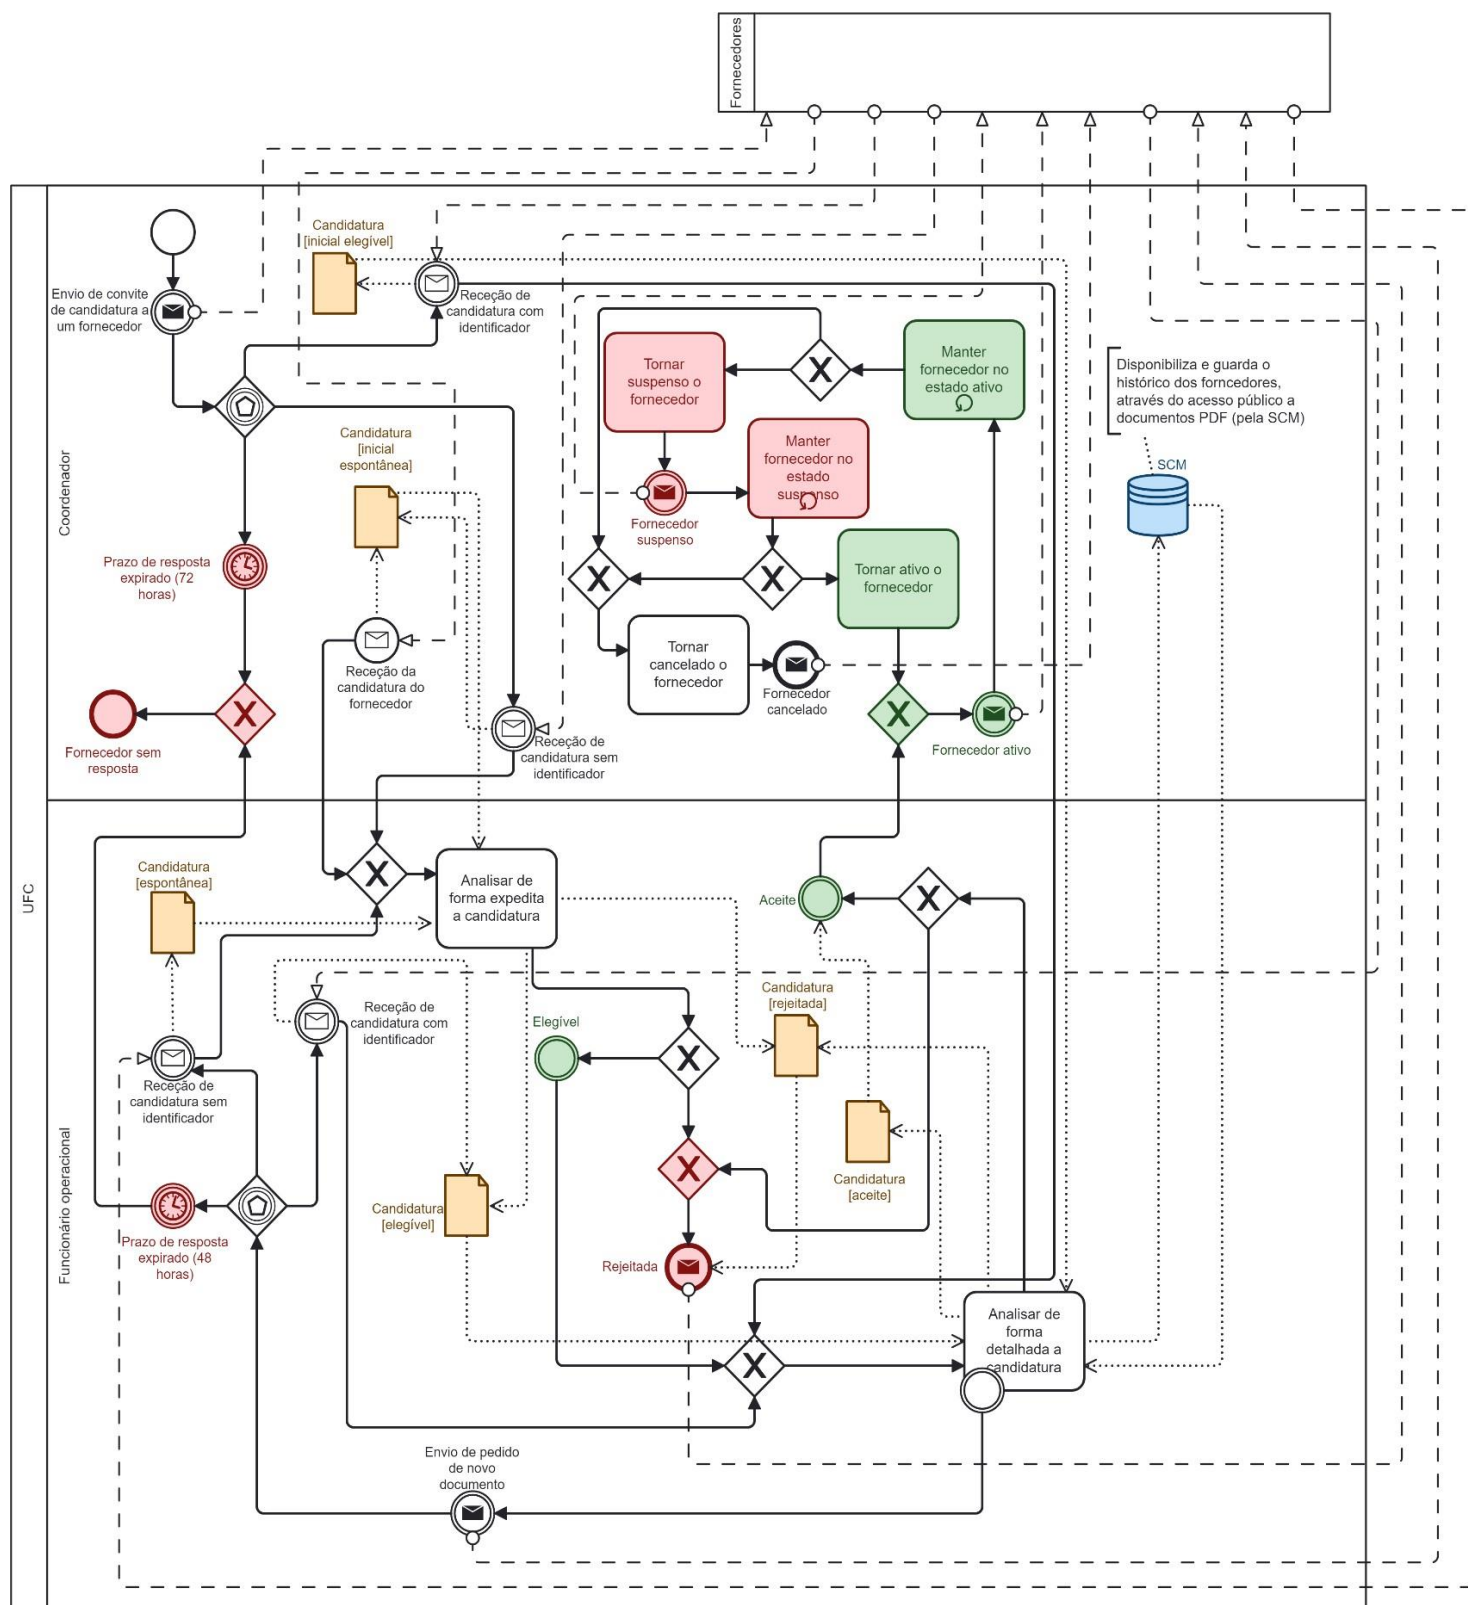 Fornecedores
UFC
Coordenador
Candidatura
[inicial elegível]
Envio de convite
de candidatura a
um fornecedor
Receção de
candidatura com
identificador
Tornar
suspenso o
fornecedor
Manter
fornecedor no
estado ativo
Disponibiliza e guarda o
histórico dos forncedores,
através do acesso público a
documentos PDF (pela SCM)
Candidatura
[inicial
espontânea]
Manter
fornecedor no
estado
suspenso
SCM
Fornecedor
suspenso
Prazo de resposta
expirado (72
horas)
Tornar ativo o
fornecedor
Receção da
candidatura do
fornecedor
Tornar
cancelado o
fornecedor
Fornecedor
cancelado
Fornecedor sem
resposta
Receção de
candidatura sem
identificador
Fornecedor ativo
Funcionário operacional
Candidatura
[espontânea]
Analisar de
forma expedita
a candidatura
Aceite
Receção de
candidatura com
identificador
Elegível
Candidatura
[rejeitada]
Receção de
candidatura sem
identificador
Candidatura
[elegível]
Candidatura
[aceite]
Prazo de resposta
expirado (48
horas)
Rejeitada
Analisar de
forma
detalhada a
candidatura
Envio de pedido
de novo
documento